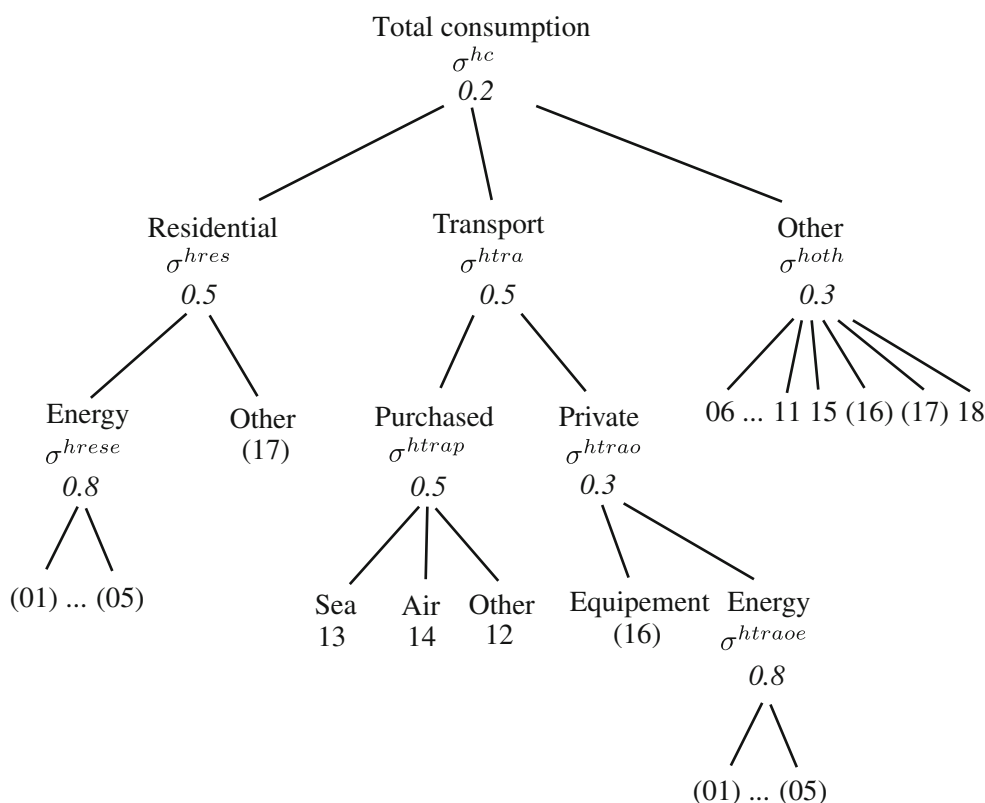 Total consumption
σ^{hc}
0.2
Residential Transport Other
σ^{hres} σ^{htra} σ^{hoth}
0.5 0.5 0.3
Energy Other Purchased Private 06 ... 11 15 (16) (17) 18
σ^{hrese} (17) σ^{htrap} σ^{htrao}
0.8 0.5 0.3
(01) ... (05) Sea Air Other Equipement Energy
13 14 12 (16) σ^{htraoe}
0.8
(01) ... (05)